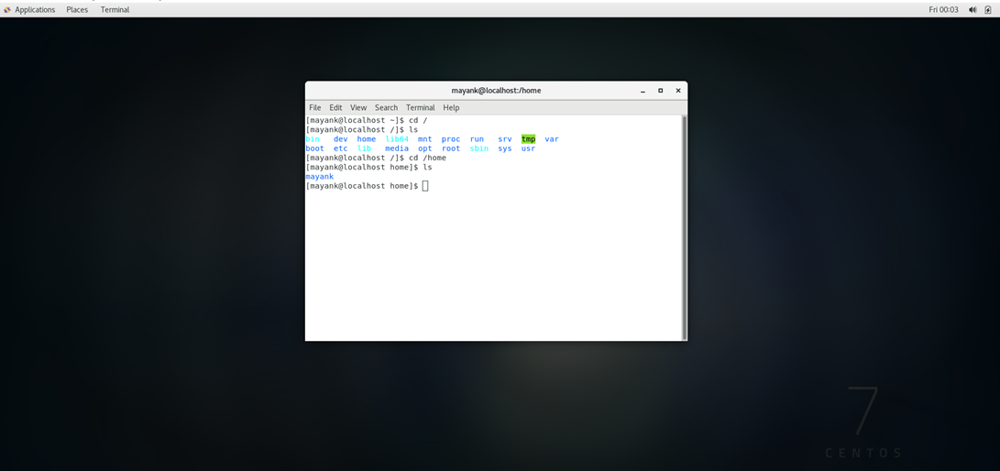 Applications Places Terminal Fri 00:03
mayank@localhost:/home
File Edit View Search Terminal Help
[mayank@localhost ~]$ cd /
[mayank@localhost /]$ ls
bin dev home lib64 mnt proc run srv tmp var
boot etc lib media opt root sbin sys usr
[mayank@localhost /]$ cd /home
[mayank@localhost home]$ ls
mayank
[mayank@localhost home]$
7
CENTOS